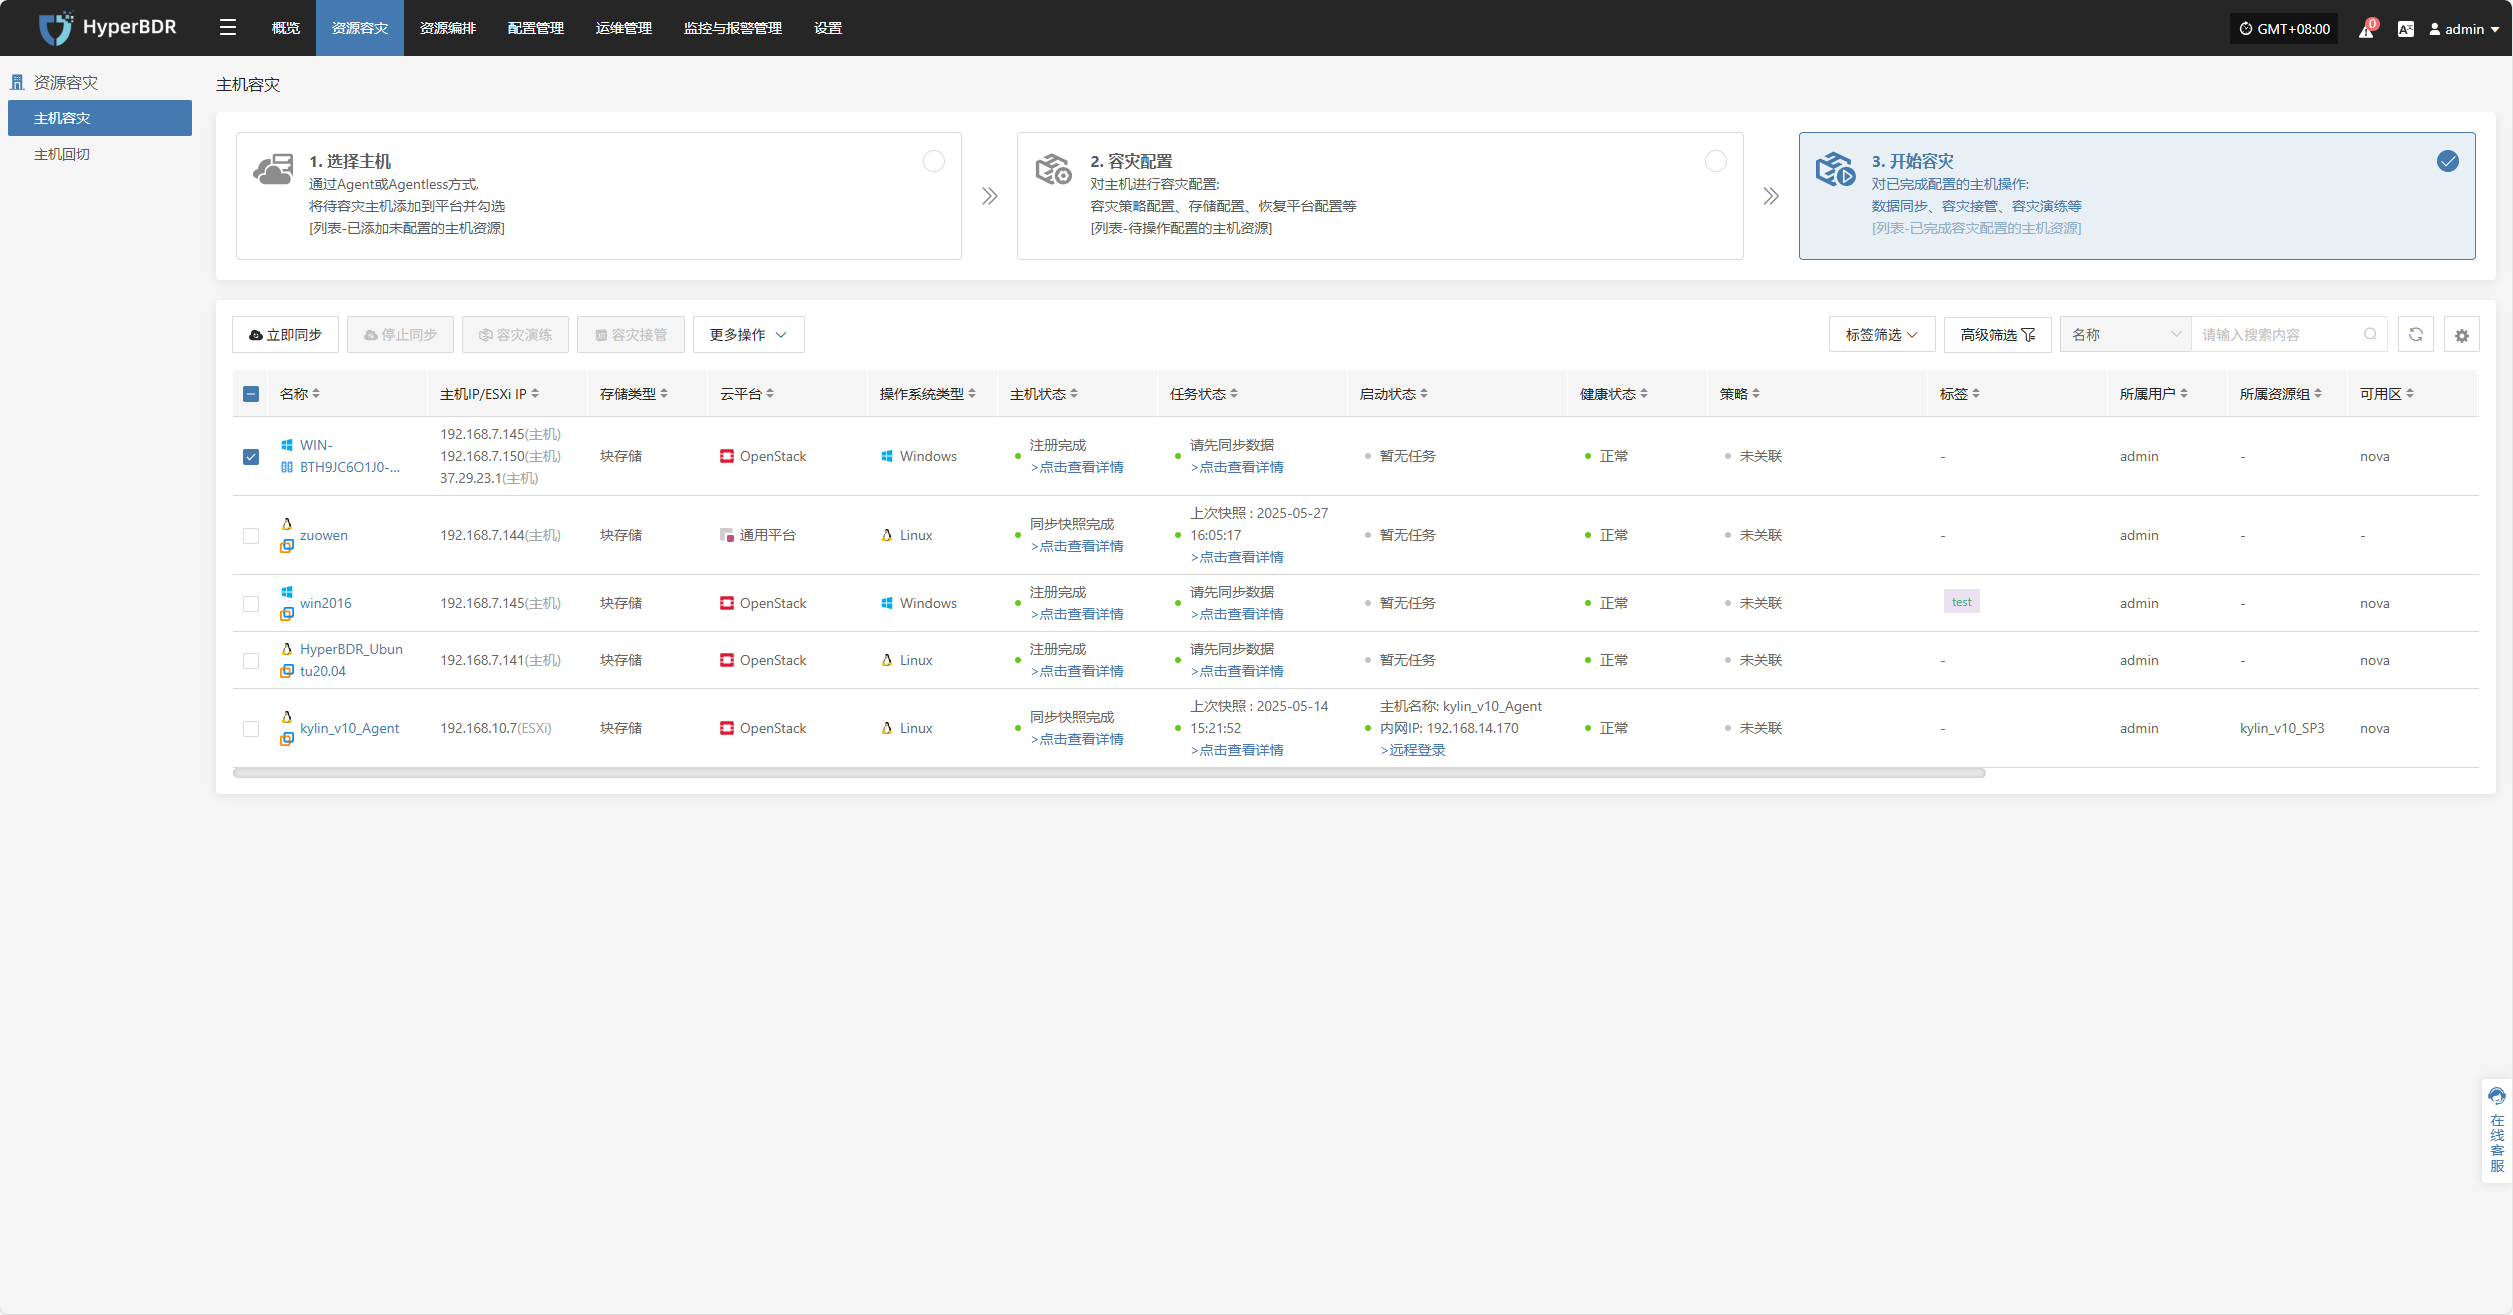 HyperBDR
概览
资源容灾
资源编排
配置管理
运维管理
监控与报警管理
设置
GMT+08:00
0
admin
资源容灾
主机容灾
主机回切
主机容灾
1. 选择主机
通过Agent或Agentless方式,
将待容灾主机添加到平台并勾选
[列表-已添加未配置的主机资源]
2. 容灾配置
对主机进行容灾配置:
容灾策略配置、存储配置、恢复平台配置等
[列表-待操作配置的主机资源]
3. 开始容灾
对已完成配置的主机操作:
数据同步、容灾接管、容灾演练等
[列表-已完成容灾配置的主机资源]
立即同步
停止同步
容灾演练
容灾接管
更多操作
标签筛选
高级筛选
名称
请输入搜索内容
名称 主机IP/ESXi IP 存储类型 云平台 操作系统类型 主机状态 任务状态 启动状态 健康状态 策略 标签 所属用户 所属资源组 可用区
WIN-
BTH9JC6O1J0-...
192.168.7.145(主机)
192.168.7.150(主机)
37.29.23.1(主机)
块存储
OpenStack
Windows
注册完成
>点击查看详情
请先同步数据
>点击查看详情
暂无任务
正常
未关联
-
admin
-
nova
zuowen
192.168.7.144(主机)
块存储
通用平台
Linux
同步快照完成
>点击查看详情
上次快照 : 2025-05-27
16:05:17
>点击查看详情
暂无任务
正常
未关联
-
admin
-
-
win2016
192.168.7.145(主机)
块存储
OpenStack
Windows
注册完成
>点击查看详情
请先同步数据
>点击查看详情
暂无任务
正常
未关联
test
admin
-
nova
HyperBDR_Ubun
tu20.04
192.168.7.141(主机)
块存储
OpenStack
Linux
注册完成
>点击查看详情
请先同步数据
>点击查看详情
暂无任务
正常
未关联
-
admin
-
nova
kylin_v10_Agent
192.168.10.7(ESXi)
块存储
OpenStack
Linux
同步快照完成
>点击查看详情
上次快照 : 2025-05-14
15:21:52
>点击查看详情
主机名称: kylin_v10_Agent
内网IP: 192.168.14.170
>远程登录
正常
未关联
-
admin
kylin_v10_SP3
nova
在线客服